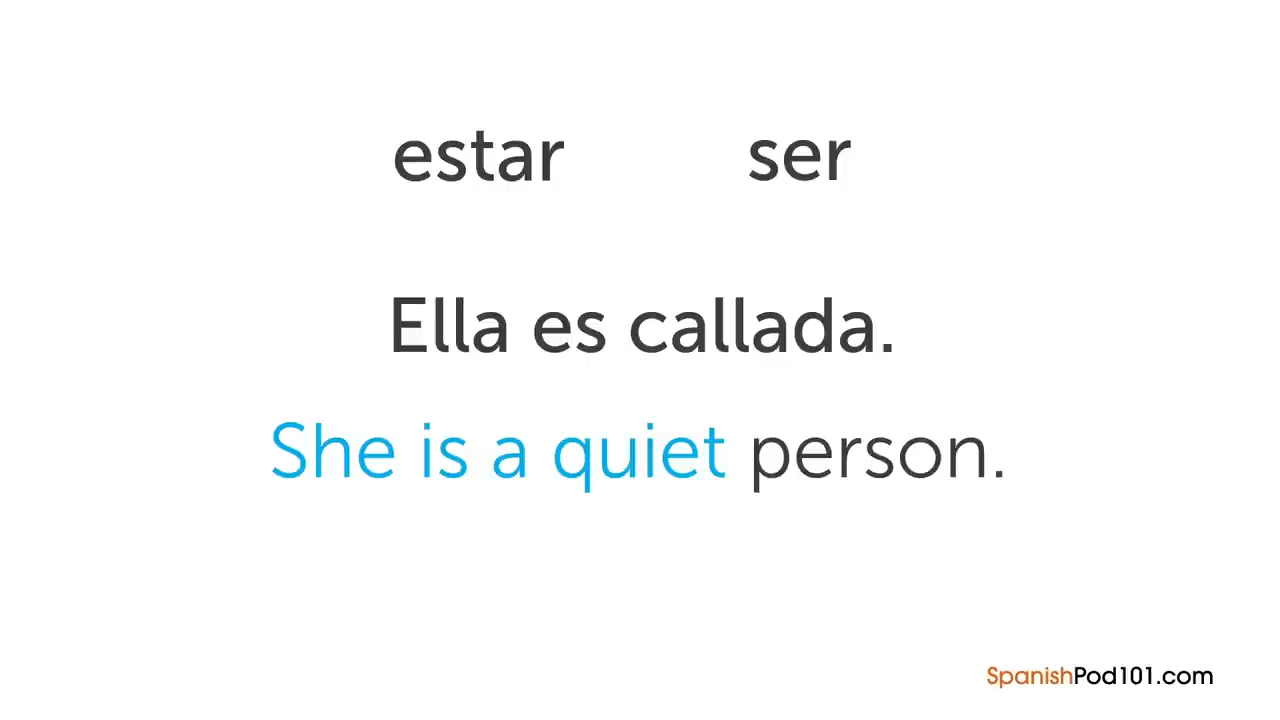 estar ser
Ella es callada.
She is a quiet person.
SpanishPod101.com